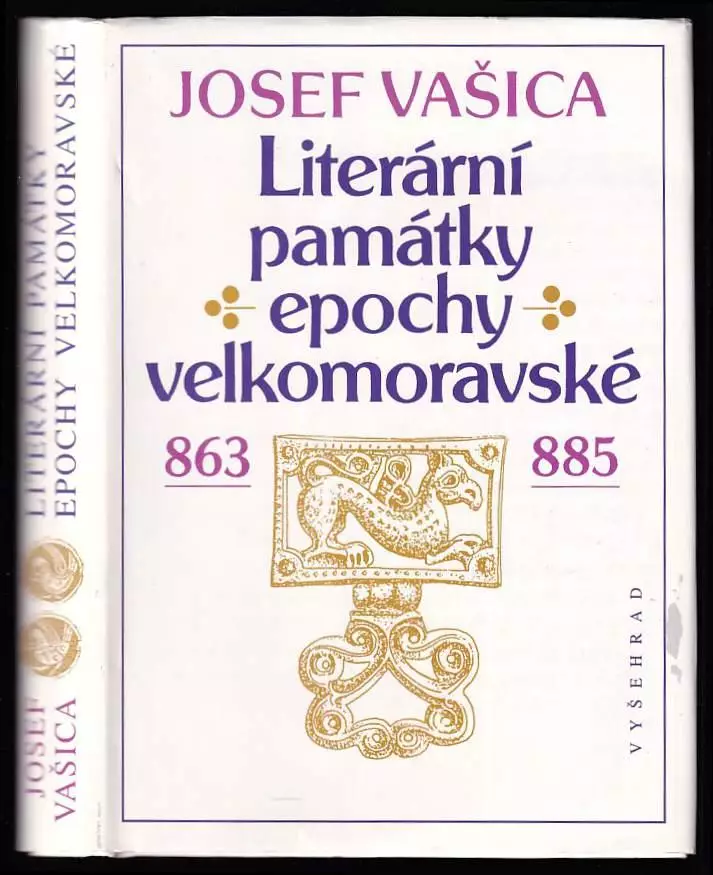 JOSEF VAŠICA
Literární
památky
epochy
velkomoravské
863 885
VYŠEHRAD
LITERÁRNÍ PAMÁTKY
EPOCHY VELKOMORAVSKÉ
JOSEF
VAŠICA